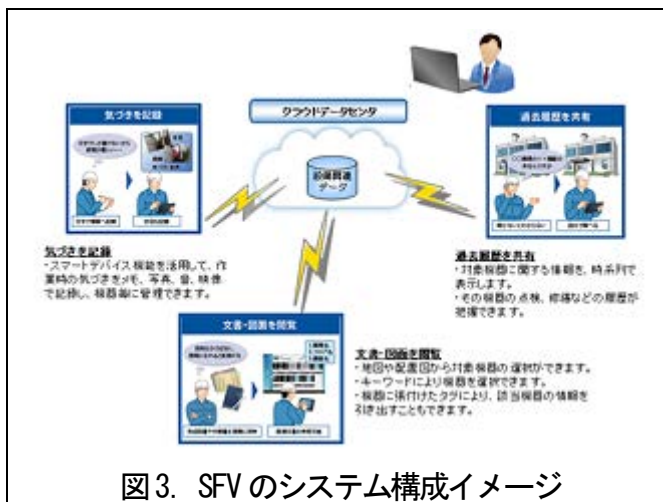 クラウドデータセンタ
設備関連
データ
気づきを記録
過去履歴を共有
気づきを記録
・スマートデバイス機能を活用して、作
業時の気づきをメモ、写真、音、映像
で記録し、機器毎に管理できます。
過去履歴を共有
・対象機器に関する情報を、時系列で
表示します。
・その機器の点検、修繕などの履歴が
把握できます。
文書・図面を閲覧
文書・図面を閲覧
・地図や配置図から対象機器の選択ができます。
・キーワードにより機器を選択できます。
・機器に張付けたタグにより、該当機器の情報を
引き出すこともできます。
図3. SFVのシステム構成イメージ